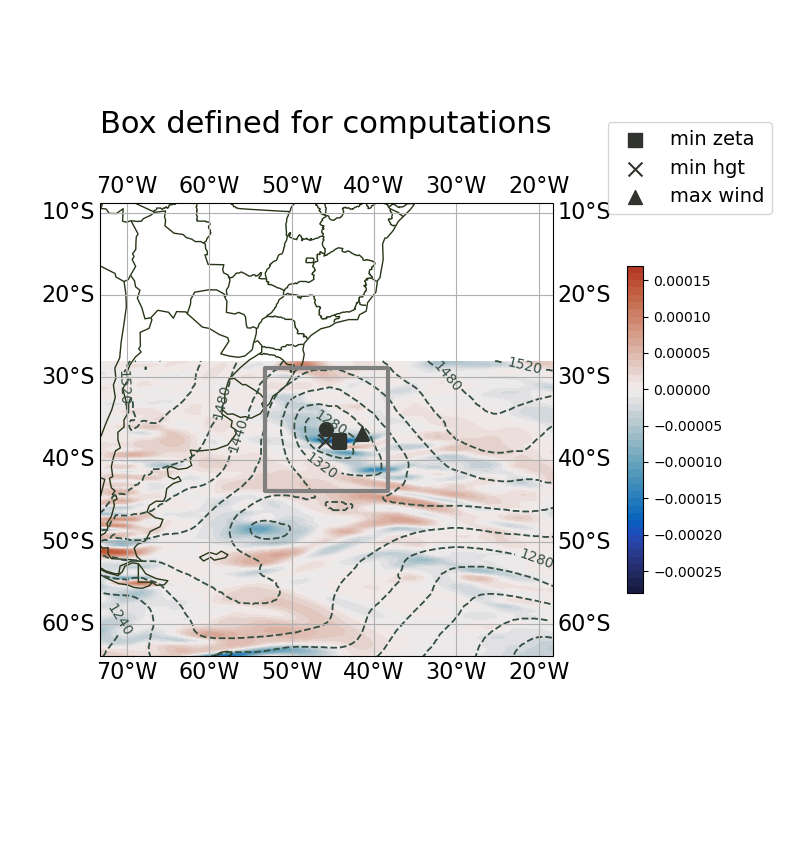 Box defined for computations
min zeta
min hgt
max wind
70°W 60°W 50°W 40°W 30°W 20°W
10°S 10°S
20°S 20°S
30°S 30°S
40°S 40°S
50°S 50°S
60°S 60°S
70°W 60°W 50°W 40°W 30°W 20°W
1520
1480
1520
1480
1440
1280
1320
1280
1240
0.00015
0.00010
0.00005
0.00000
−0.00005
−0.00010
−0.00015
−0.00020
−0.00025